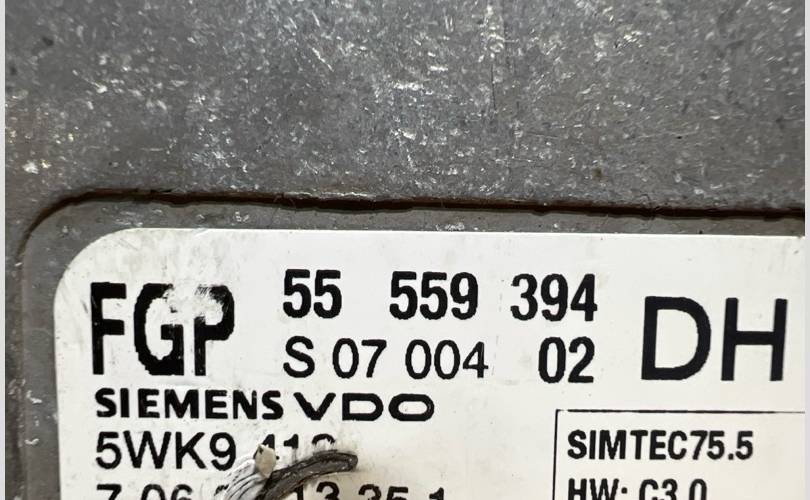 FGP 55 559 394 DH
S 07 004 02
SIEMENS VDO
5WK9
SIMTEC75.5
HW: C3.0